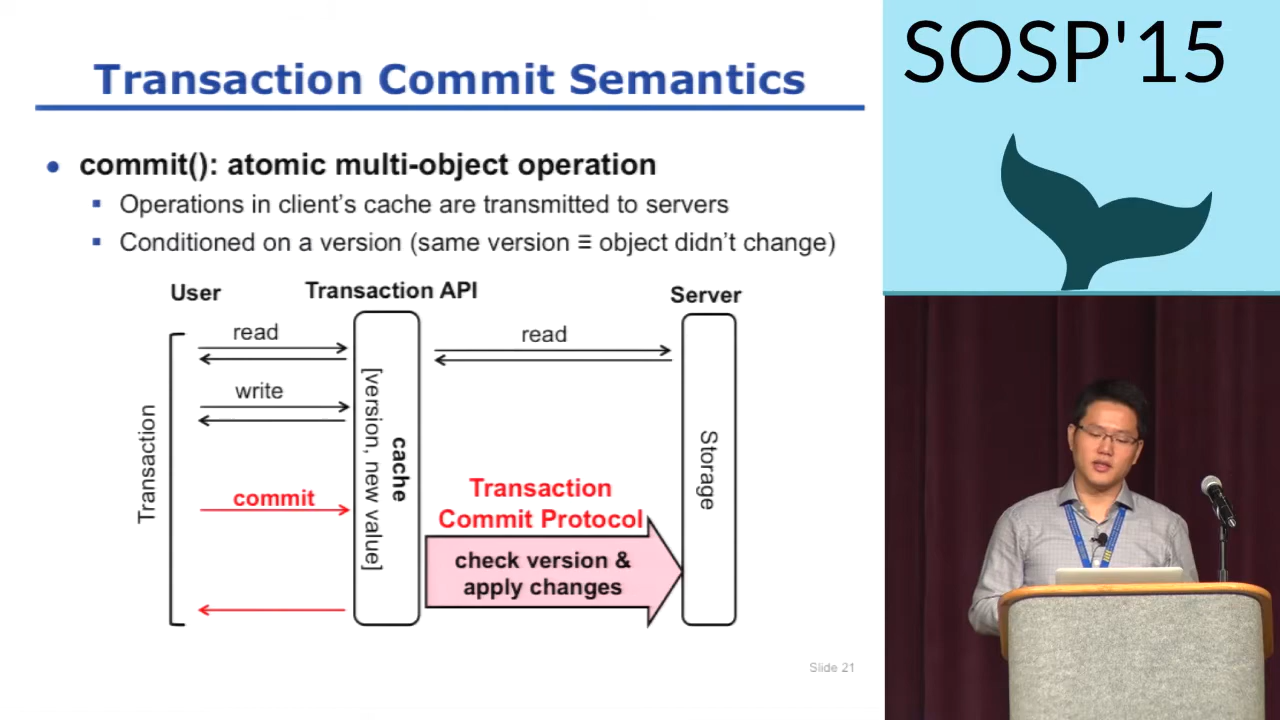 Transaction Commit Semantics
SOSP'15
• commit(): atomic multi-object operation
▪ Operations in client's cache are transmitted to servers
▪ Conditioned on a version (same version ≡ object didn't change)
User
Transaction API
Server
read
read
write
Transaction
[version, new value]
cache
Storage
commit
Transaction
Commit Protocol
check version &
apply changes
Slide 21